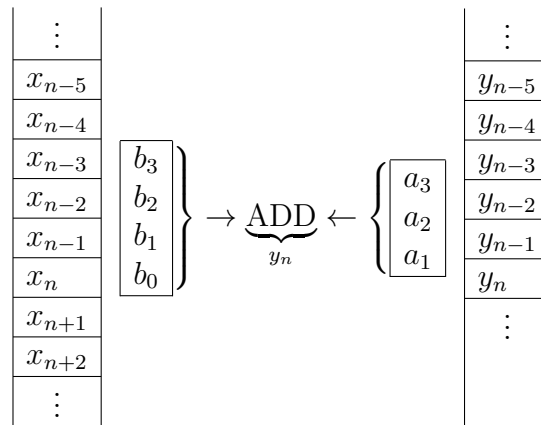 ⋮ ⋮
x_{n−5} y_{n−5}
x_{n−4} y_{n−4}
x_{n−3} b_3 a_3 y_{n−3}
x_{n−2} b_2 → ADD ← a_2 y_{n−2}
x_{n−1} b_1 y_n a_1 y_{n−1}
x_n b_0 y_n
x_{n+1} ⋮
x_{n+2}
⋮